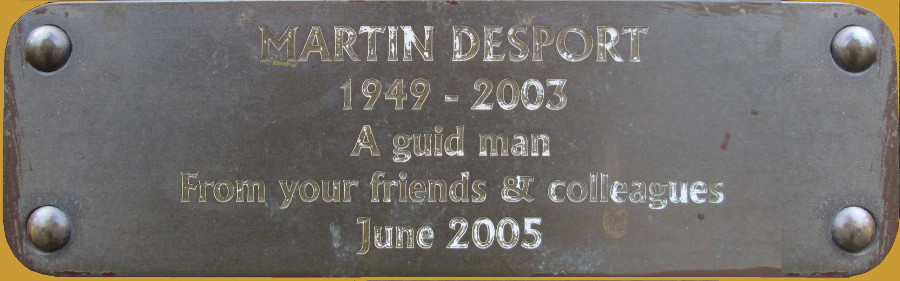 MARTIN DESPORT
1949 - 2003
A guid man
From your friends & colleagues
June 2005